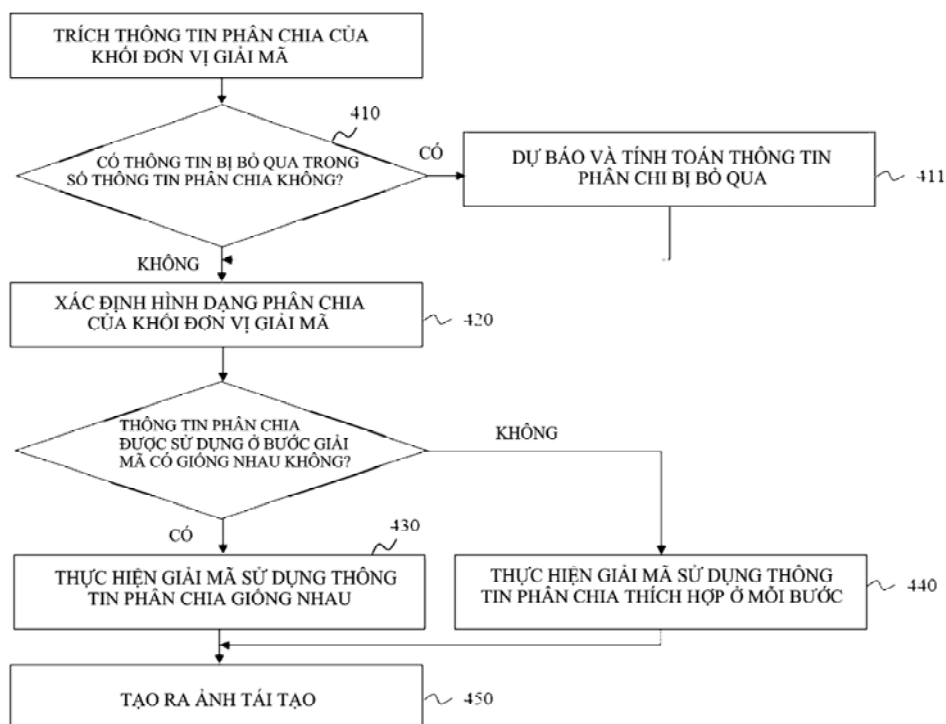 TRÍCH THÔNG TIN PHÂN CHIA CỦA
KHỐI ĐƠN VỊ GIẢI MÃ
410
CÓ THÔNG TIN BỊ BỎ QUA TRONG
SỐ THÔNG TIN PHÂN CHIA KHÔNG?
CÓ
DỰ BÁO VÀ TÍNH TOÁN THÔNG TIN
PHÂN CHI BỊ BỎ QUA
411
KHÔNG
XÁC ĐỊNH HÌNH DẠNG PHÂN CHIA
CỦA KHỐI ĐƠN VỊ GIẢI MÃ
420
THÔNG TIN PHÂN CHIA
ĐƯỢC SỬ DỤNG Ở BƯỚC GIẢI
MÃ CÓ GIỐNG NHAU KHÔNG?
KHÔNG
CÓ
430
THỰC HIỆN GIẢI MÃ SỬ DỤNG THÔNG
TIN PHÂN CHIA GIỐNG NHAU
THỰC HIỆN GIẢI MÃ SỬ DỤNG THÔNG
TIN PHÂN CHIA THÍCH HỢP Ở MỖI BƯỚC
440
TẠO RA ẢNH TÁI TẠO
450